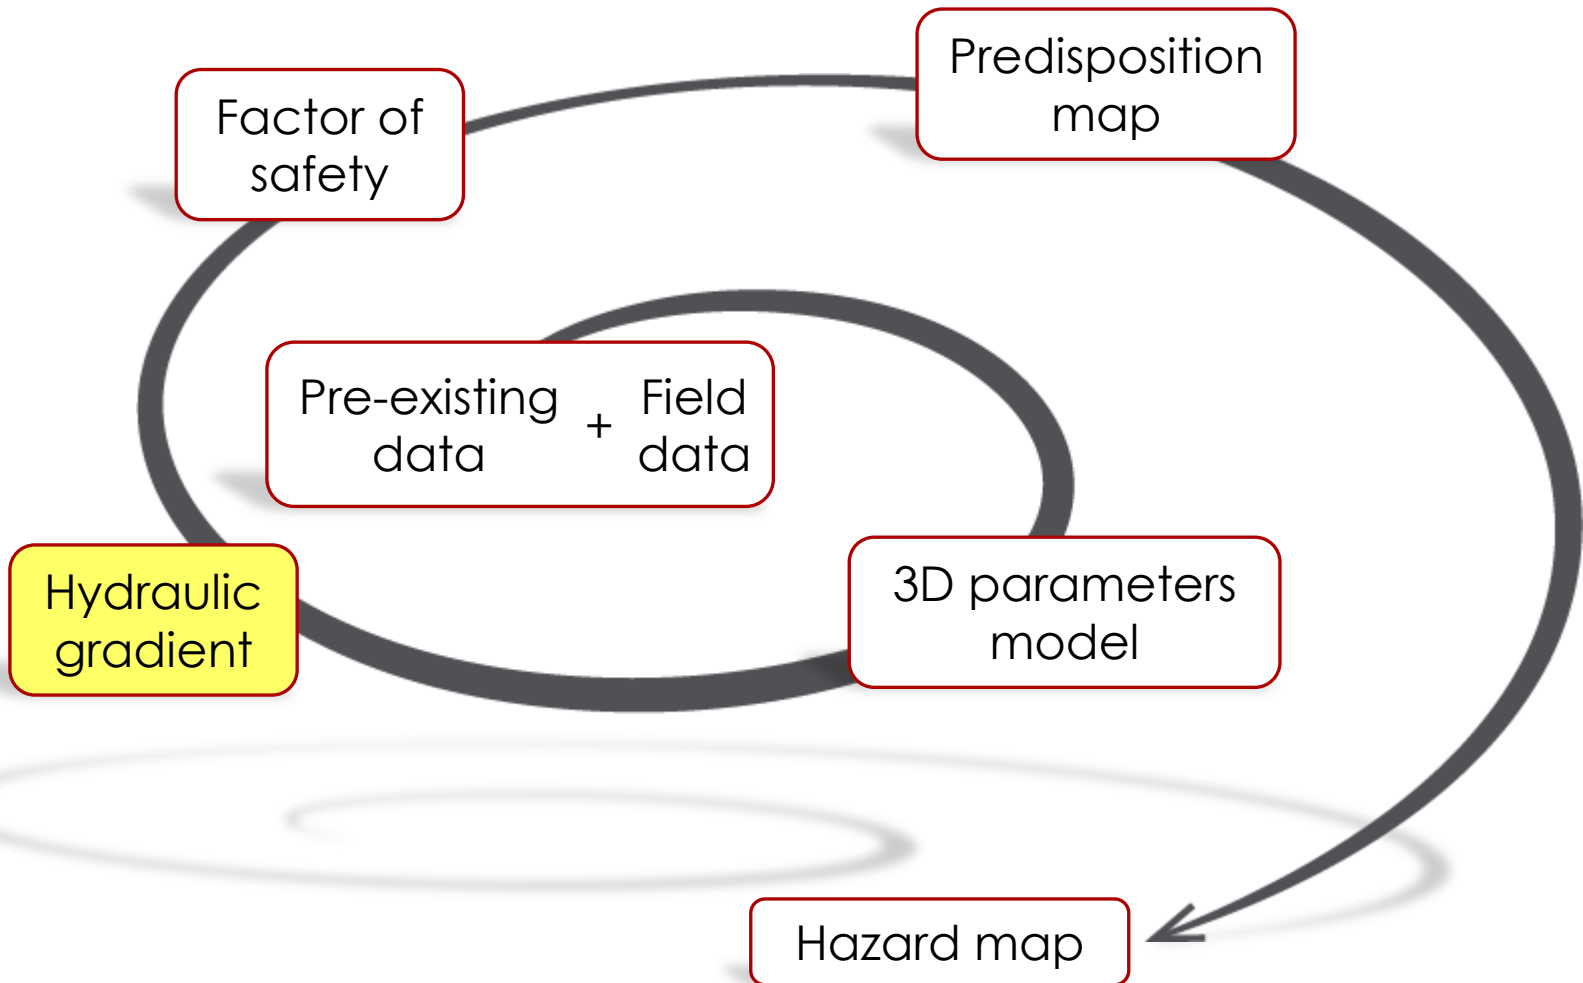 Predisposition
map
Factor of
safety
Pre-existing
data
+
Field
data
Hydraulic
gradient
3D parameters
model
Hazard map